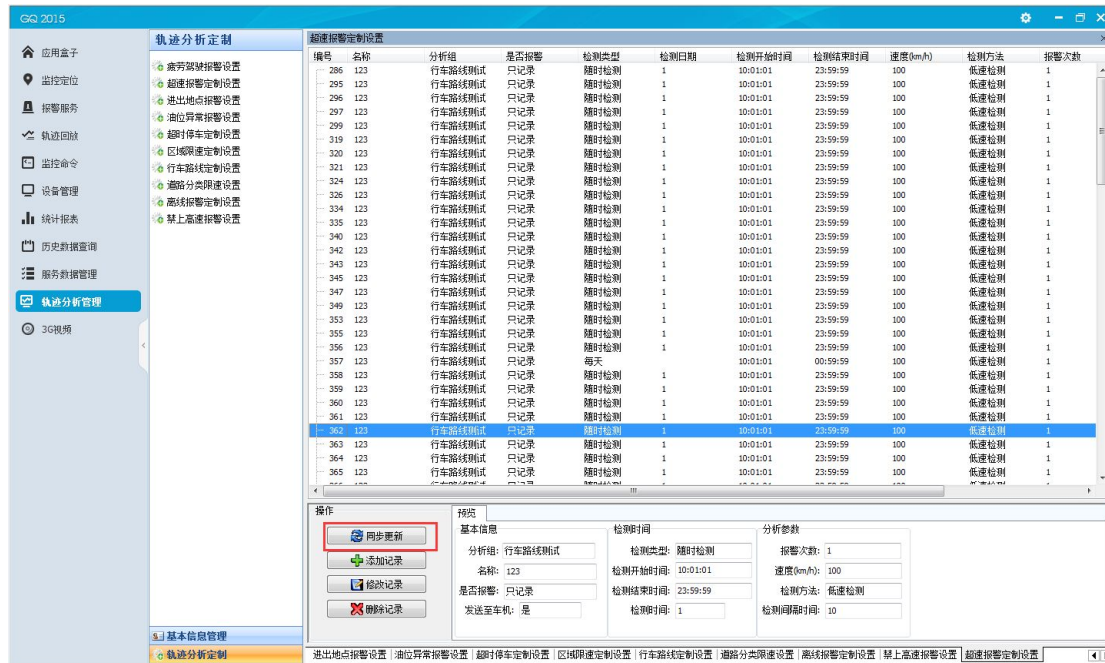 GQ 2015
应用盒子
监控定位
报警服务
轨迹回放
监控命令
设备管理
统计报表
历史数据查询
服务数据管理
轨迹分析管理
3G视频
轨迹分析定制
疲劳驾驶报警设置
超速报警定制设置
进出地点报警设置
油位异常报警设置
超时停车定制设置
区域限速定制设置
行车路线定制设置
道路分类限速设置
离线报警定制设置
禁上高速报警设置
基本信息管理
轨迹分析定制
超速报警定制设置
编号 名称 分析组 是否报警 检测类型 检测日期 检测开始时间 检测结束时间 速度(km/h) 检测方法 报警次数
286 123 行车路线测试 只记录 随时检测 1 10:01:01 23:59:59 100 低速检测 1
295 123 行车路线测试 只记录 随时检测 1 10:01:01 23:59:59 100 低速检测 1
296 123 行车路线测试 只记录 随时检测 1 10:01:01 23:59:59 100 低速检测 1
297 123 行车路线测试 只记录 随时检测 1 10:01:01 23:59:59 100 低速检测 1
299 123 行车路线测试 只记录 随时检测 1 10:01:01 23:59:59 100 低速检测 1
319 123 行车路线测试 只记录 随时检测 1 10:01:01 23:59:59 100 低速检测 1
320 123 行车路线测试 只记录 随时检测 1 10:01:01 23:59:59 100 低速检测 1
321 123 行车路线测试 只记录 随时检测 1 10:01:01 23:59:59 100 低速检测 1
324 123 行车路线测试 只记录 随时检测 1 10:01:01 23:59:59 100 低速检测 1
326 123 行车路线测试 只记录 随时检测 1 10:01:01 23:59:59 100 低速检测 1
334 123 行车路线测试 只记录 随时检测 1 10:01:01 23:59:59 100 低速检测 1
335 123 行车路线测试 只记录 随时检测 1 10:01:01 23:59:59 100 低速检测 1
340 123 行车路线测试 只记录 随时检测 1 10:01:01 23:59:59 100 低速检测 1
342 123 行车路线测试 只记录 随时检测 1 10:01:01 23:59:59 100 低速检测 1
343 123 行车路线测试 只记录 随时检测 1 10:01:01 23:59:59 100 低速检测 1
345 123 行车路线测试 只记录 随时检测 1 10:01:01 23:59:59 100 低速检测 1
347 123 行车路线测试 只记录 随时检测 1 10:01:01 23:59:59 100 低速检测 1
349 123 行车路线测试 只记录 随时检测 1 10:01:01 23:59:59 100 低速检测 1
353 123 行车路线测试 只记录 随时检测 1 10:01:01 23:59:59 100 低速检测 1
355 123 行车路线测试 只记录 随时检测 1 10:01:01 23:59:59 100 低速检测 1
356 123 行车路线测试 只记录 随时检测 1 10:01:01 23:59:59 100 低速检测 1
357 123 行车路线测试 只记录 每天 10:01:01 00:59:59 100 低速检测 1
358 123 行车路线测试 只记录 随时检测 1 10:01:01 23:59:59 100 低速检测 1
359 123 行车路线测试 只记录 随时检测 1 10:01:01 23:59:59 100 低速检测 1
360 123 行车路线测试 只记录 随时检测 1 10:01:01 23:59:59 100 低速检测 1
361 123 行车路线测试 只记录 随时检测 1 10:01:01 23:59:59 100 低速检测 1
362 123 行车路线测试 只记录 随时检测 1 10:01:01 23:59:59 100 低速检测 1
363 123 行车路线测试 只记录 随时检测 1 10:01:01 23:59:59 100 低速检测 1
364 123 行车路线测试 只记录 随时检测 1 10:01:01 23:59:59 100 低速检测 1
365 123 行车路线测试 只记录 随时检测 1 10:01:01 23:59:59 100 低速检测 1
操作
同步更新
添加记录
修改记录
删除记录
预览
基本信息 检测时间 分析参数
分析组: 行车路线测试 检测类型: 随时检测 报警次数: 1
名称: 123 检测开始时间: 10:01:01 速度(km/h): 100
是否报警: 只记录 检测结束时间: 23:59:59 检测方法: 低速检测
发送至车机: 是 检测时间: 1 检测间隔时间: 10
进出地点报警设置 油位异常报警设置 超时停车定制设置 区域限速定制设置 行车路线定制设置 道路分类限速设置 离线报警定制设置 禁上高速报警设置 超速报警定制设置